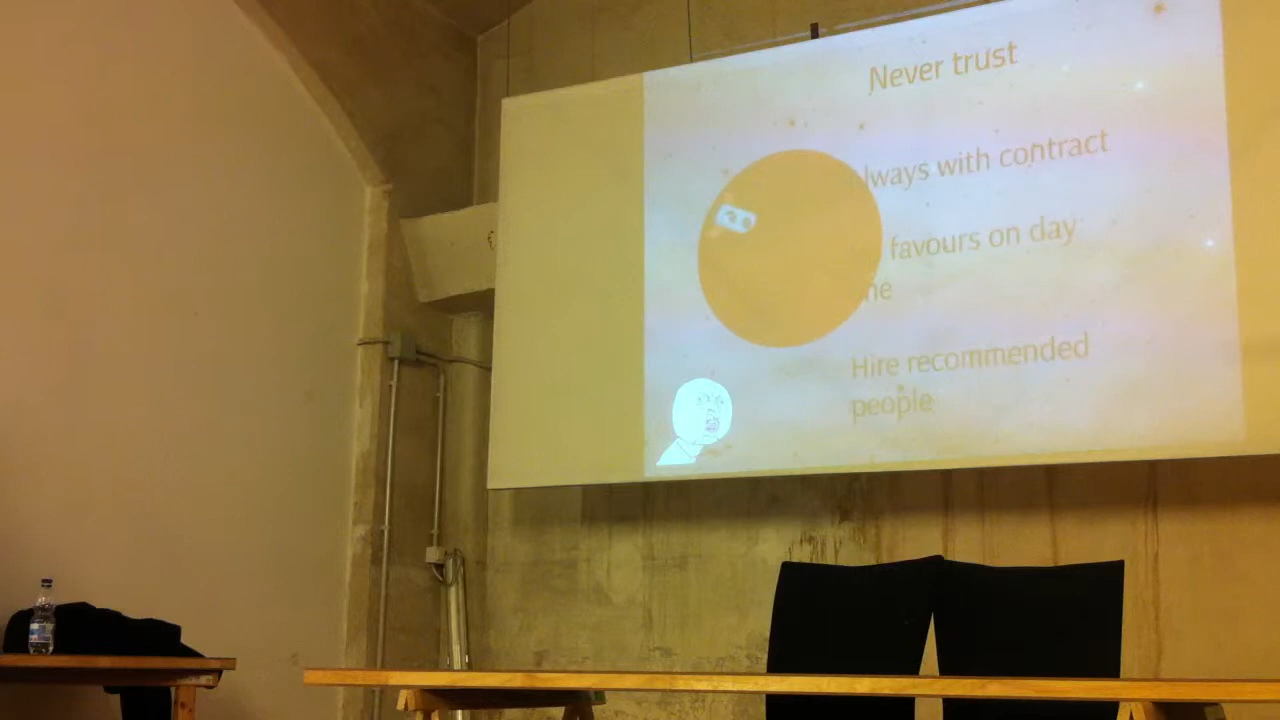 Never trust
lways with contract
favours on day
ne
Hire recommended
people